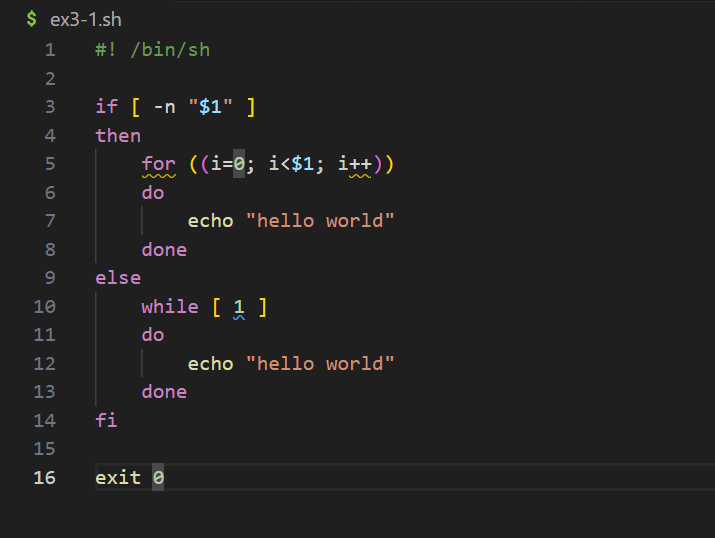 $ ex3-1.sh
1 #! /bin/sh
2
3 if [ -n "$1" ]
4 then
5 for ((i=0; i<$1; i++))
6 do
7 echo "hello world"
8 done
9 else
10 while [ 1 ]
11 do
12 echo "hello world"
13 done
14 fi
15
16 exit 0